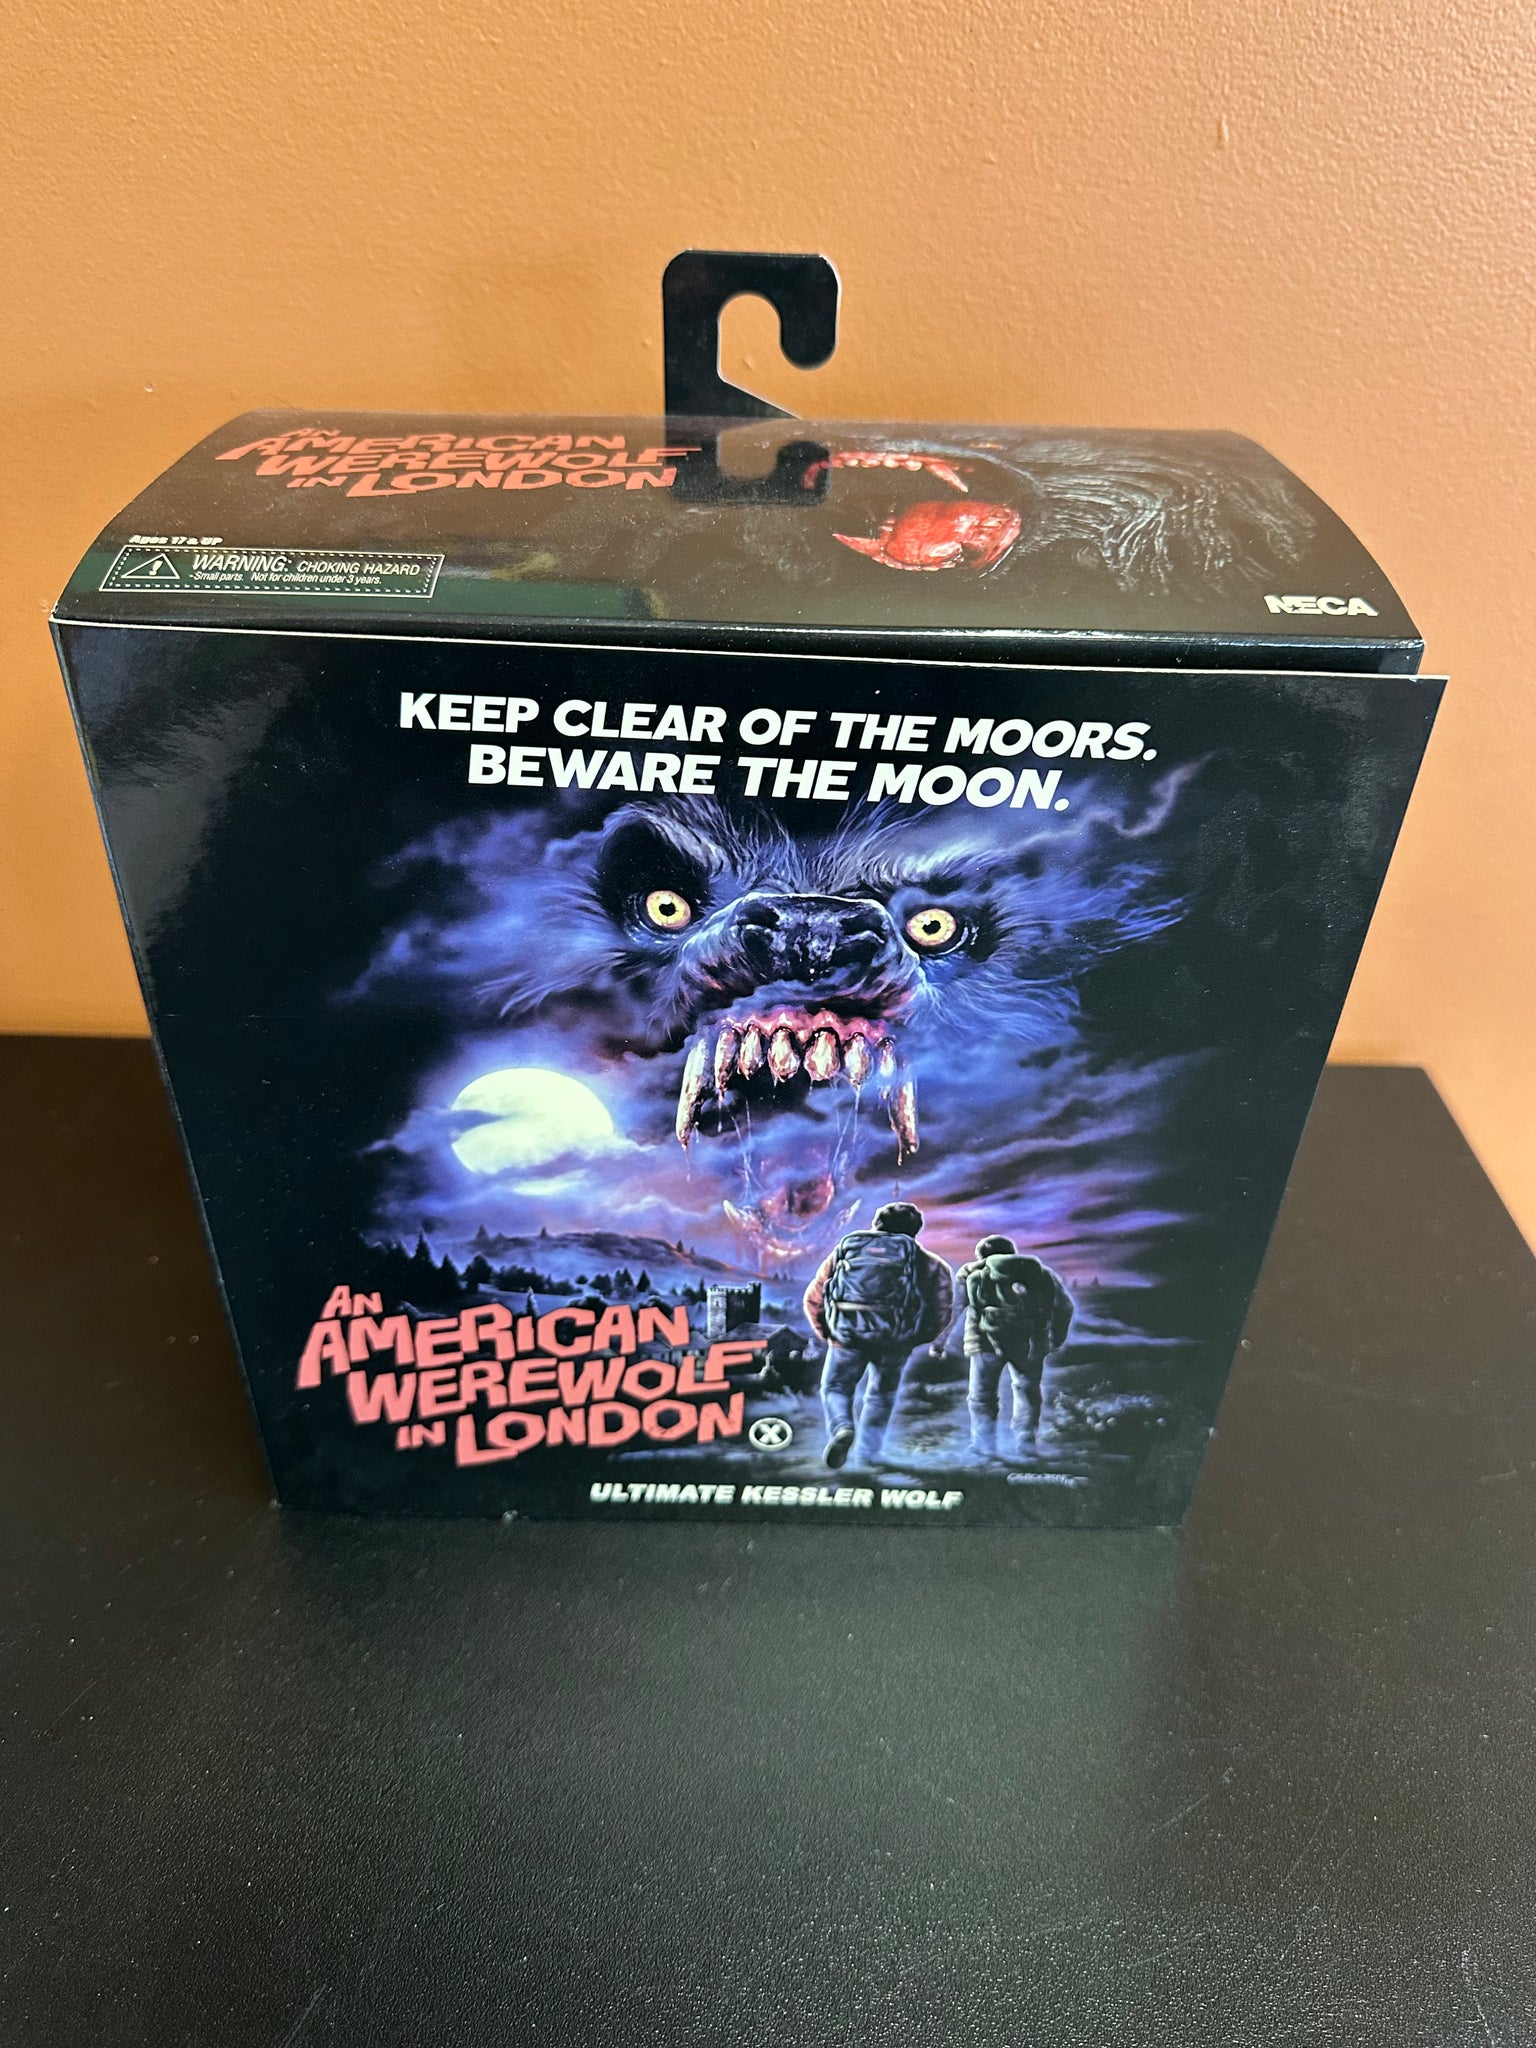 AN
AMERICAN
WEREWOLF
IN LONDON
Ages 17 & UP
WARNING: CHOKING HAZARD
-Small parts. Not for children under 3 years.
NECA
KEEP CLEAR OF THE MOORS.
BEWARE THE MOON.
AN
AMERICAN
WEREWOLF
IN LONDON X
ULTIMATE KESSLER WOLF